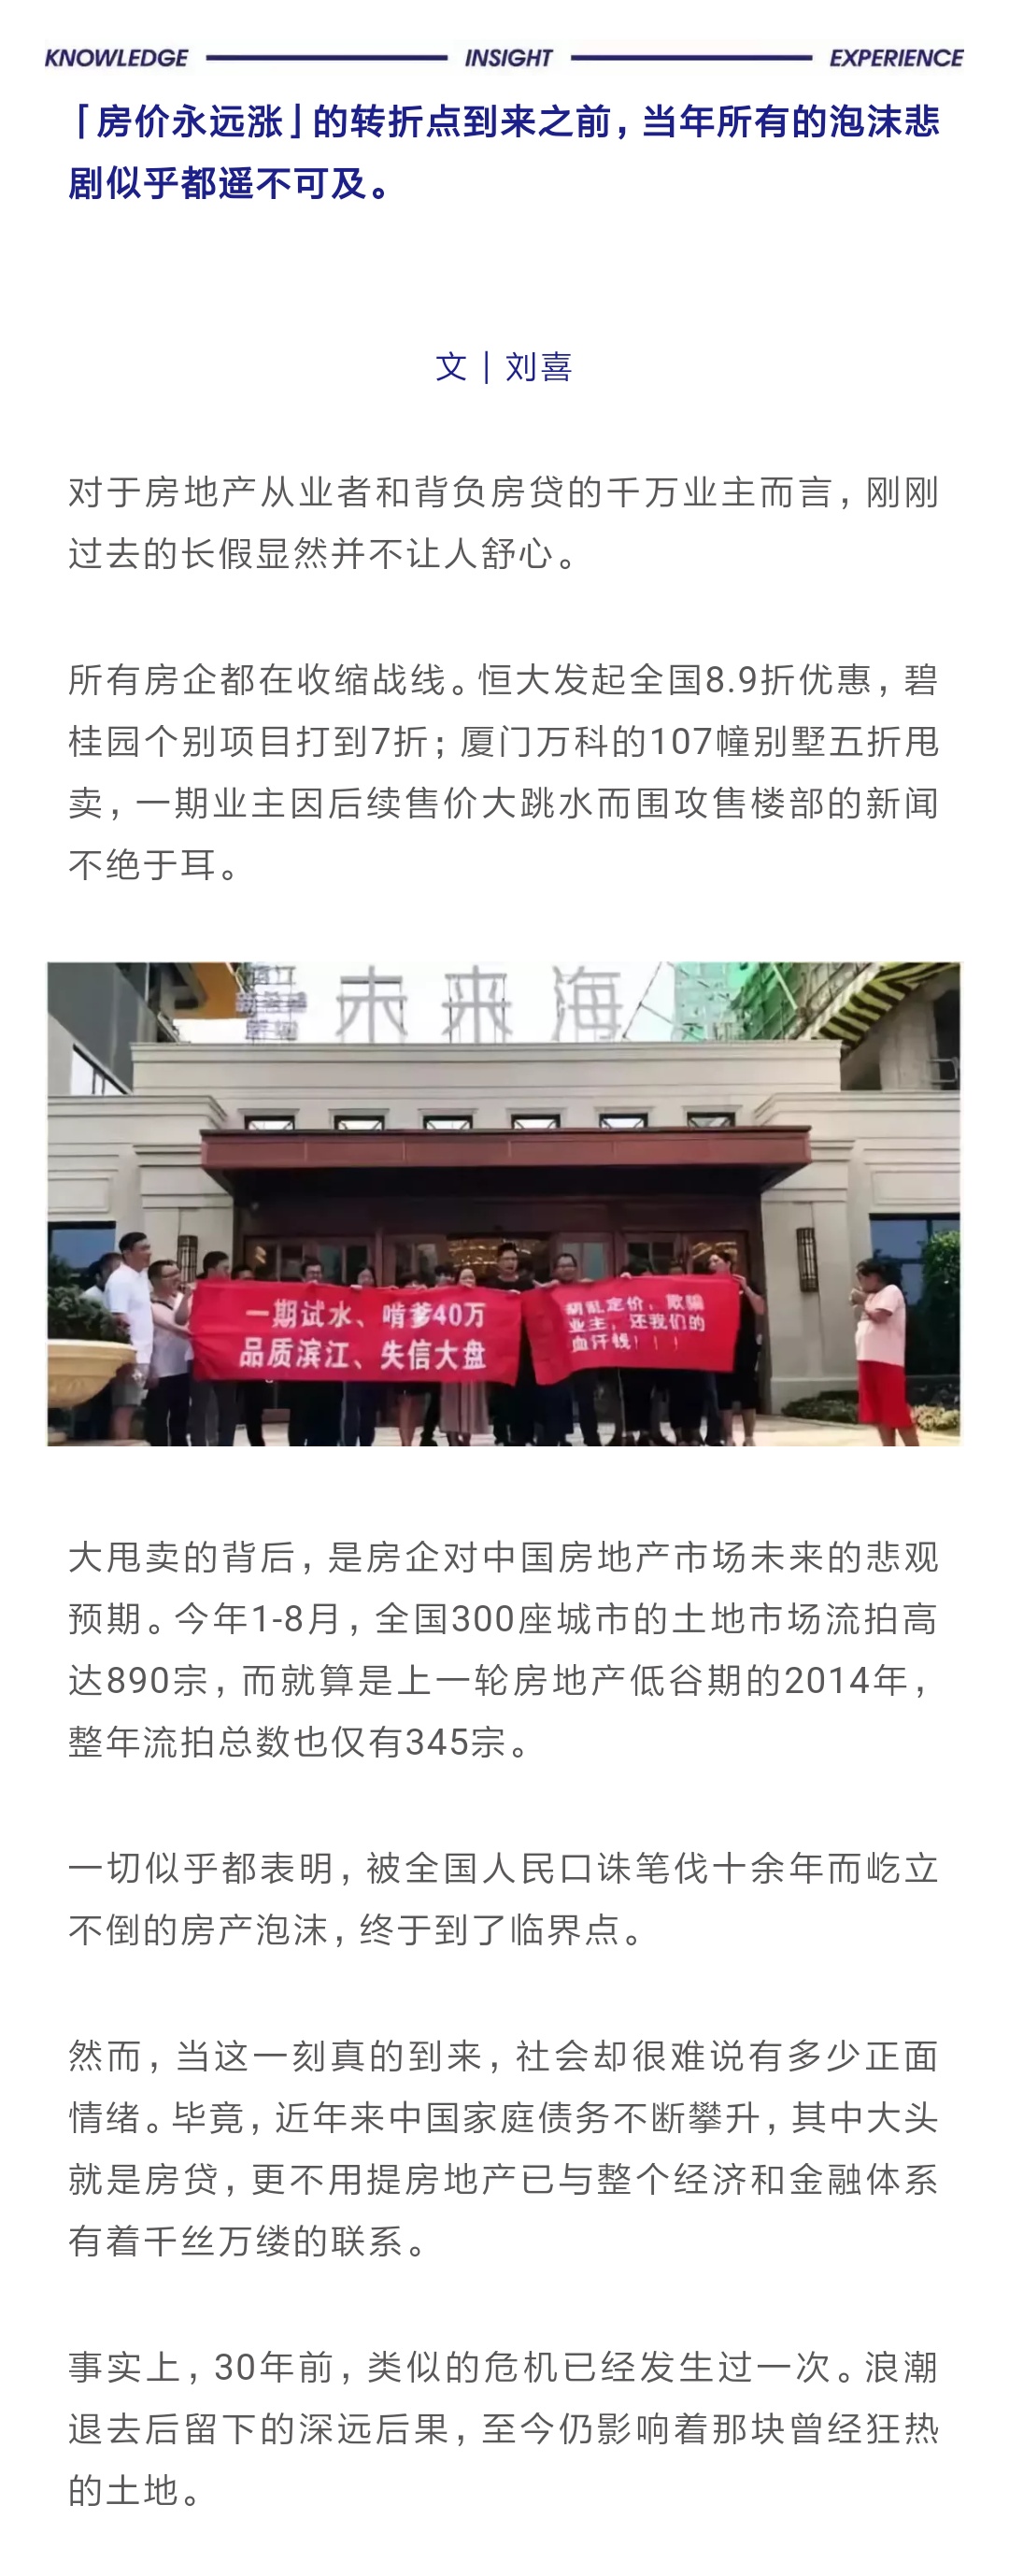 KNOWLEDGE INSIGHT EXPERIENCE
「房价永远涨」的转折点到来之前，当年所有的泡沫悲
剧似乎都遥不可及。
文｜刘喜
对于房地产从业者和背负房贷的千万业主而言，刚刚
过去的长假显然并不让人舒心。
所有房企都在收缩战线。恒大发起全国8.9折优惠，碧
桂园个别项目打到7折；厦门万科的107幢别墅五折甩
卖，一期业主因后续售价大跳水而围攻售楼部的新闻
不绝于耳。
未来海
一期试水、啃爹40万
品质滨江、失信大盘
胡乱定价，欺骗
业主，还我们的
血汗钱！！！
大甩卖的背后，是房企对中国房地产市场未来的悲观
预期。今年1-8月，全国300座城市的土地市场流拍高
达890宗，而就算是上一轮房地产低谷期的2014年，
整年流拍总数也仅有345宗。
一切似乎都表明，被全国人民口诛笔伐十余年而屹立
不倒的房产泡沫，终于到了临界点。
然而，当这一刻真的到来，社会却很难说有多少正面
情绪。毕竟，近年来中国家庭债务不断攀升，其中大头
就是房贷，更不用提房地产已与整个经济和金融体系
有着千丝万缕的联系。
事实上，30年前，类似的危机已经发生过一次。浪潮
退去后留下的深远后果，至今仍影响着那块曾经狂热
的土地。